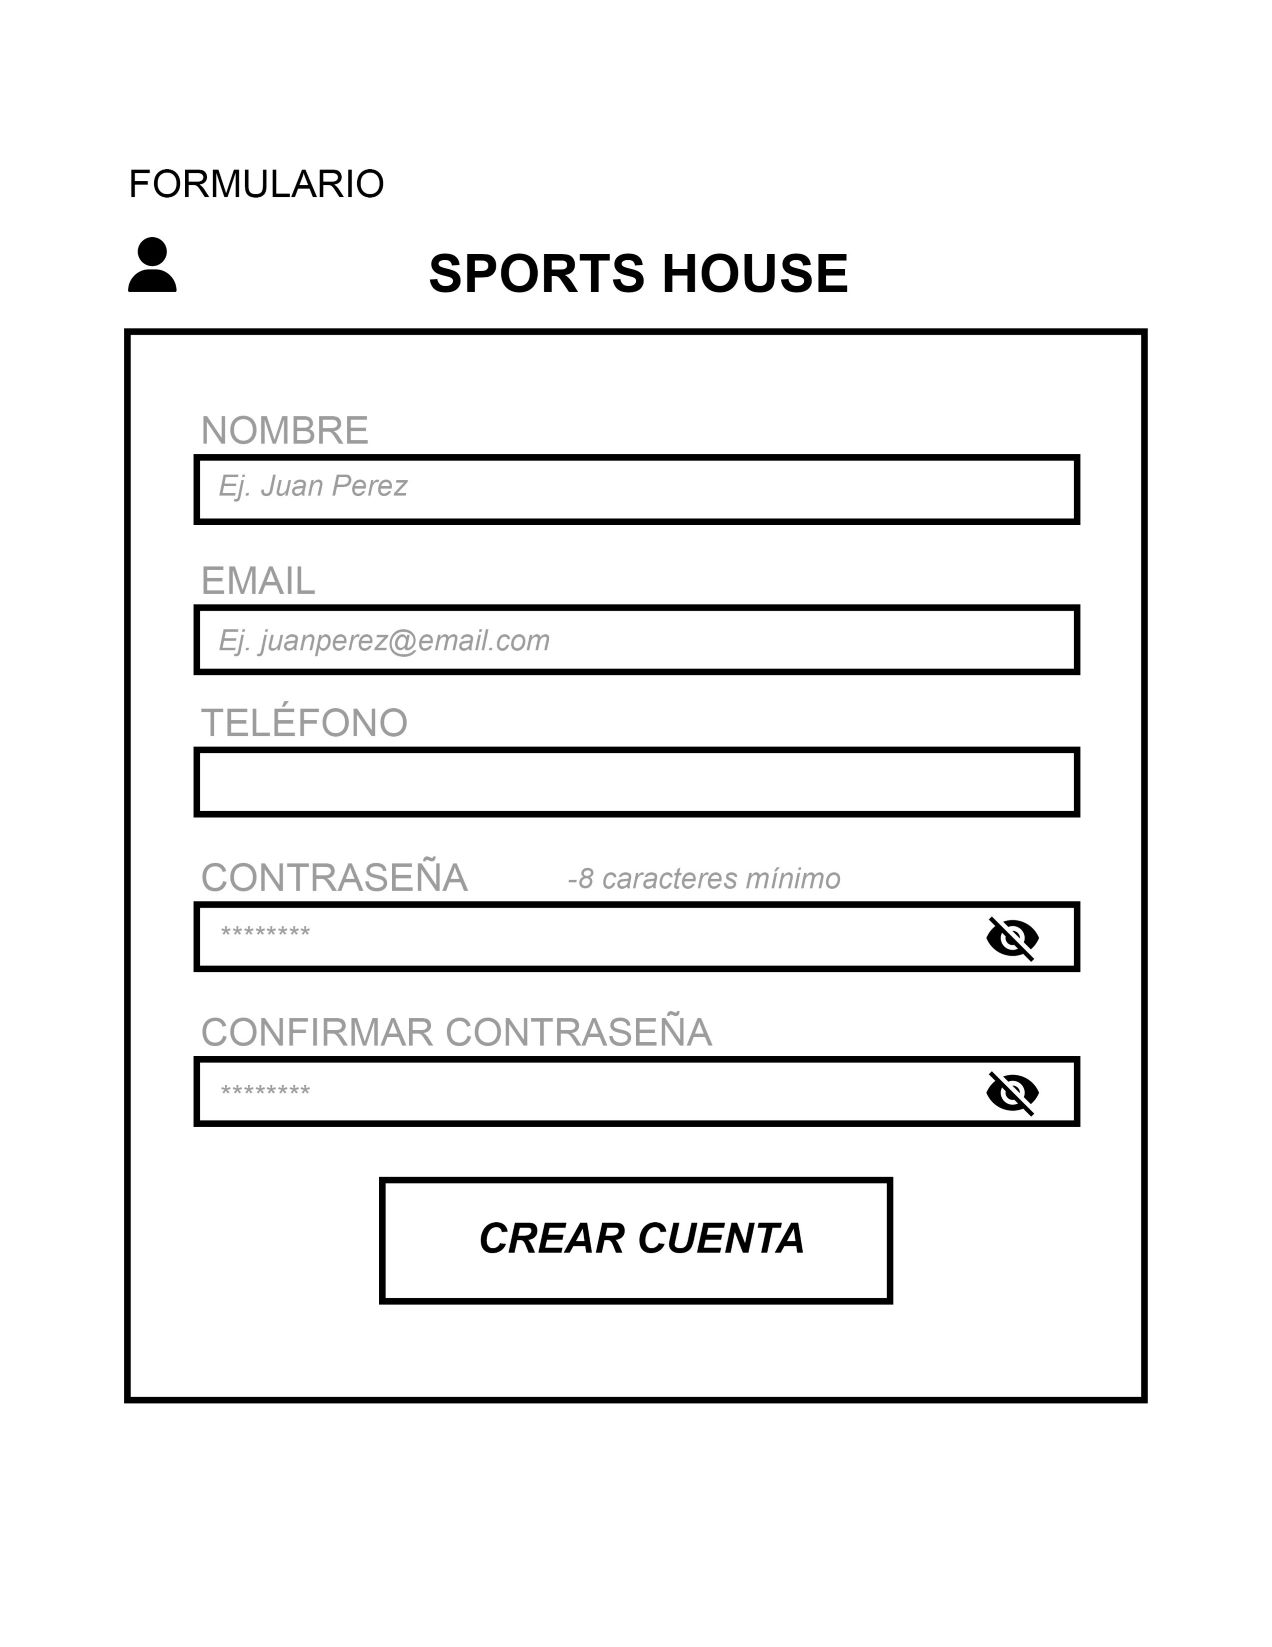 FORMULARIO
SPORTS HOUSE
NOMBRE
Ej. Juan Perez
EMAIL
Ej. juanperez@email.com
TELÉFONO
CONTRASEÑA -8 caracteres mínimo
********
CONFIRMAR CONTRASEÑA
********
CREAR CUENTA